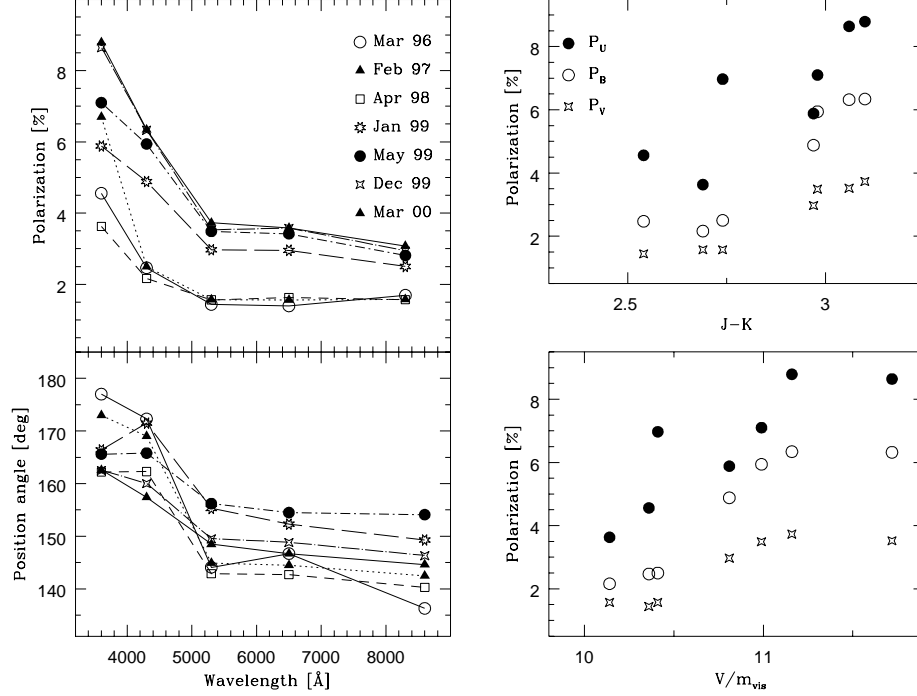 8
6
4
2
Polarization [%]
Mar 96
Feb 97
Apr 98
Jan 99
May 99
Dec 99
Mar 00
180
170
160
150
140
Position angle [deg]
4000 5000 6000 7000 8000
Wavelength [Å]
8
6
4
2
Polarization [%]
P_U
P_B
P_V
2.5 3
J-K
8
6
4
2
Polarization [%]
10 11
V/m_vis